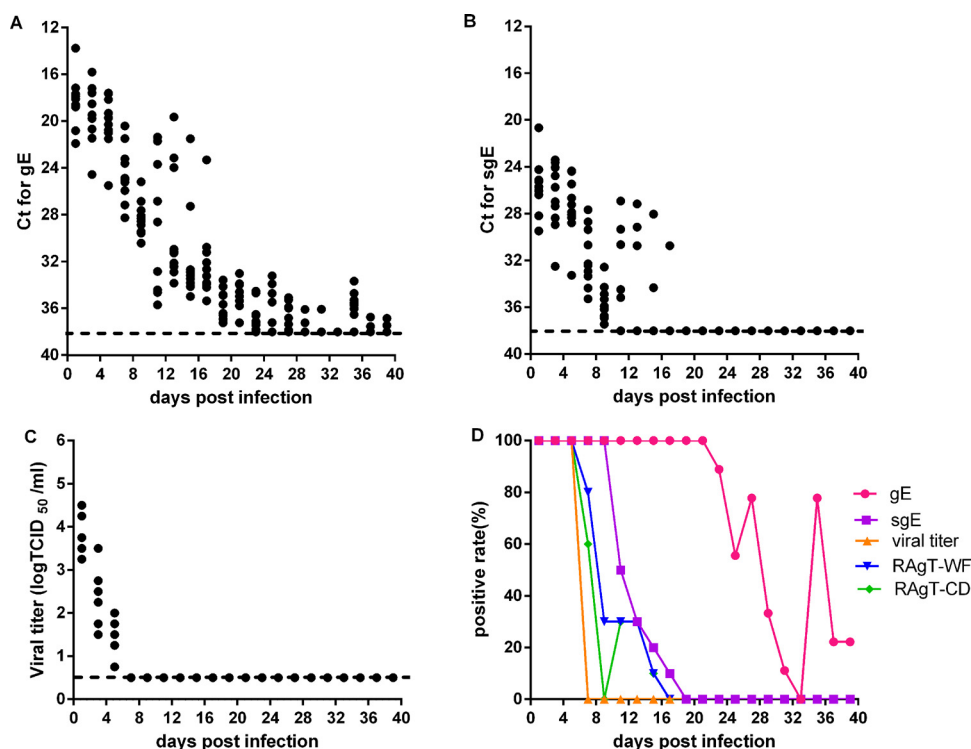 A
Ct for gE
12
16
20
24
28
32
36
40
0 4 8 12 16 20 24 28 32 36 40
days post infection
B
Ct for sgE
12
16
20
24
28
32
36
40
0 4 8 12 16 20 24 28 32 36 40
days post infection
C
Viral titer (logTCID 50 /ml)
6
5
4
3
2
1
0
0 4 8 12 16 20 24 28 32 36 40
days post infection
D
positive rate(%)
100
80
60
40
20
0
0 4 8 12 16 20 24 28 32 36 40
days post infection
gE
sgE
viral titer
RAgT-WF
RAgT-CD